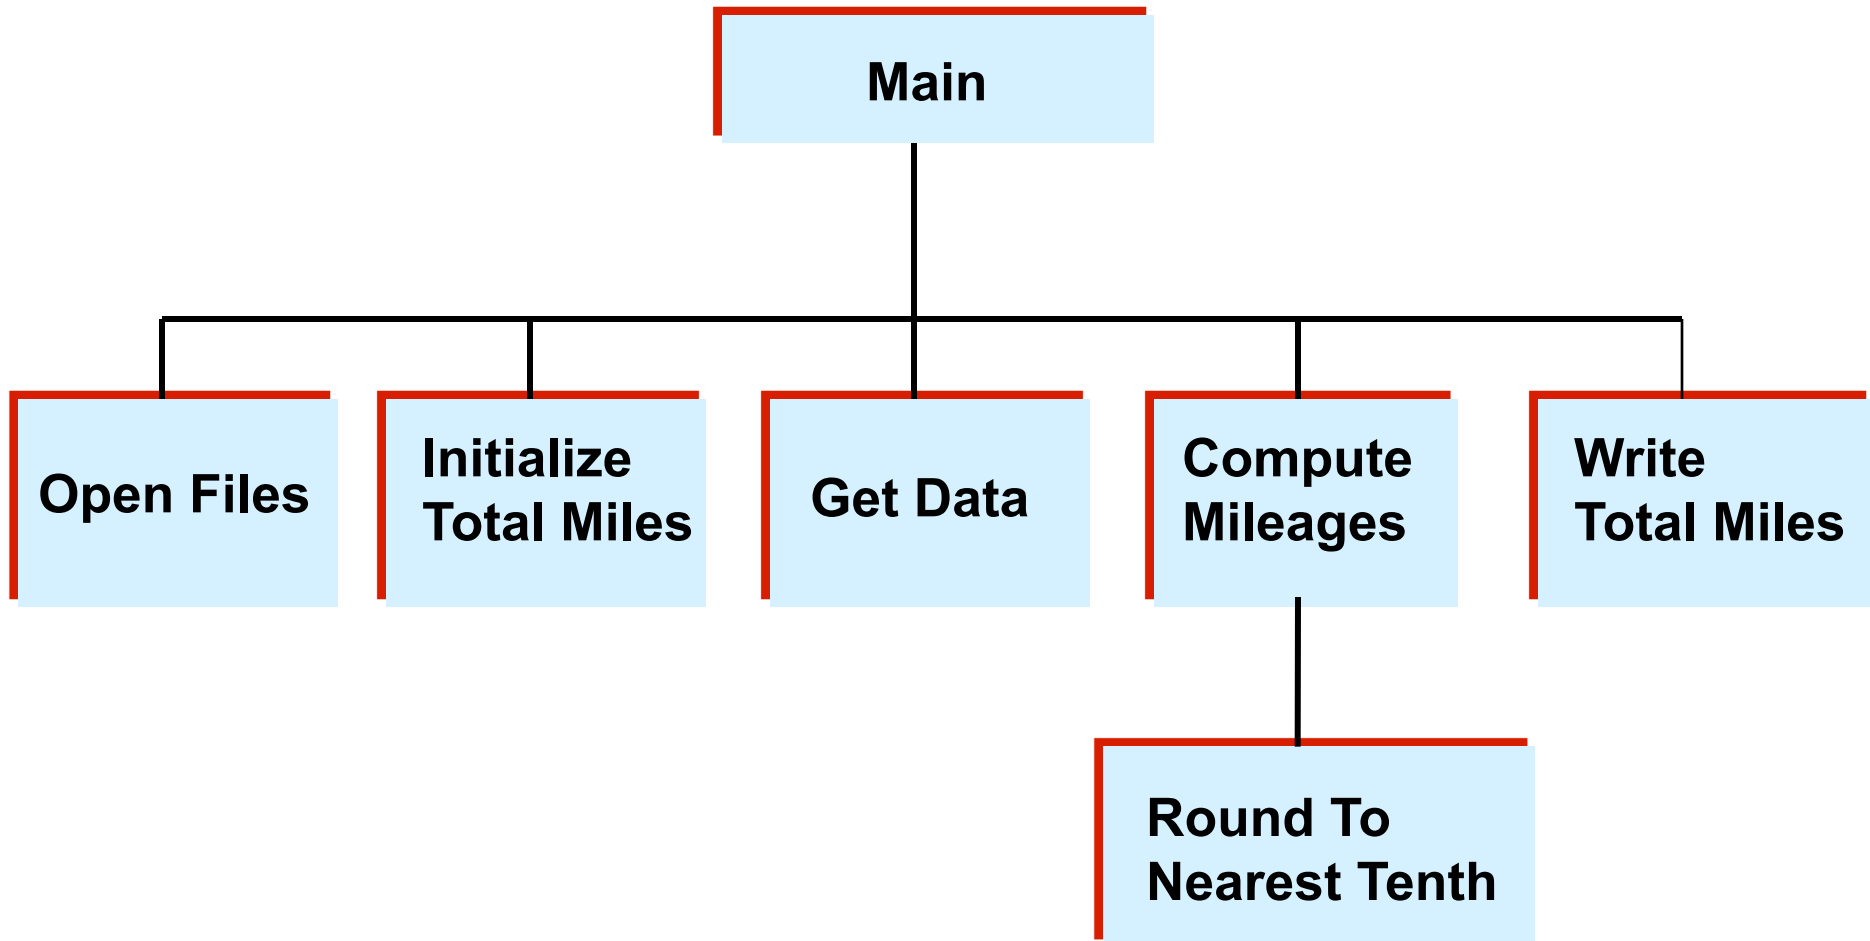 Main
Open Files
Initialize
Total Miles
Get Data
Compute
Mileages
Write
Total Miles
Round To
Nearest Tenth